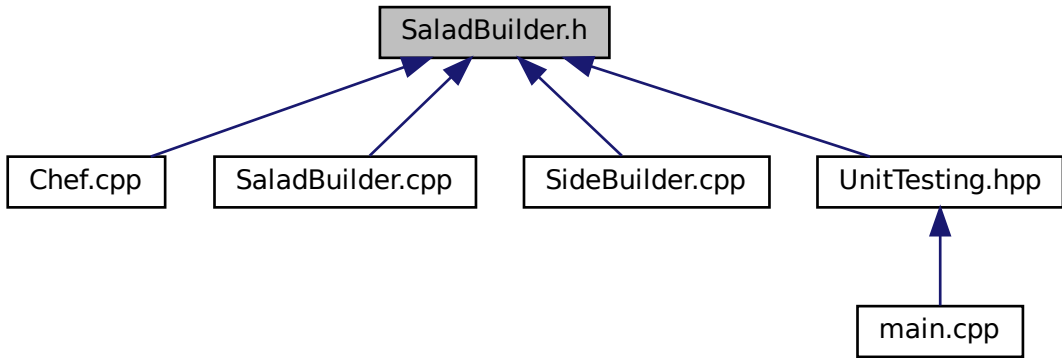 SaladBuilder.h
Chef.cpp
SaladBuilder.cpp
SideBuilder.cpp
UnitTesting.hpp
main.cpp